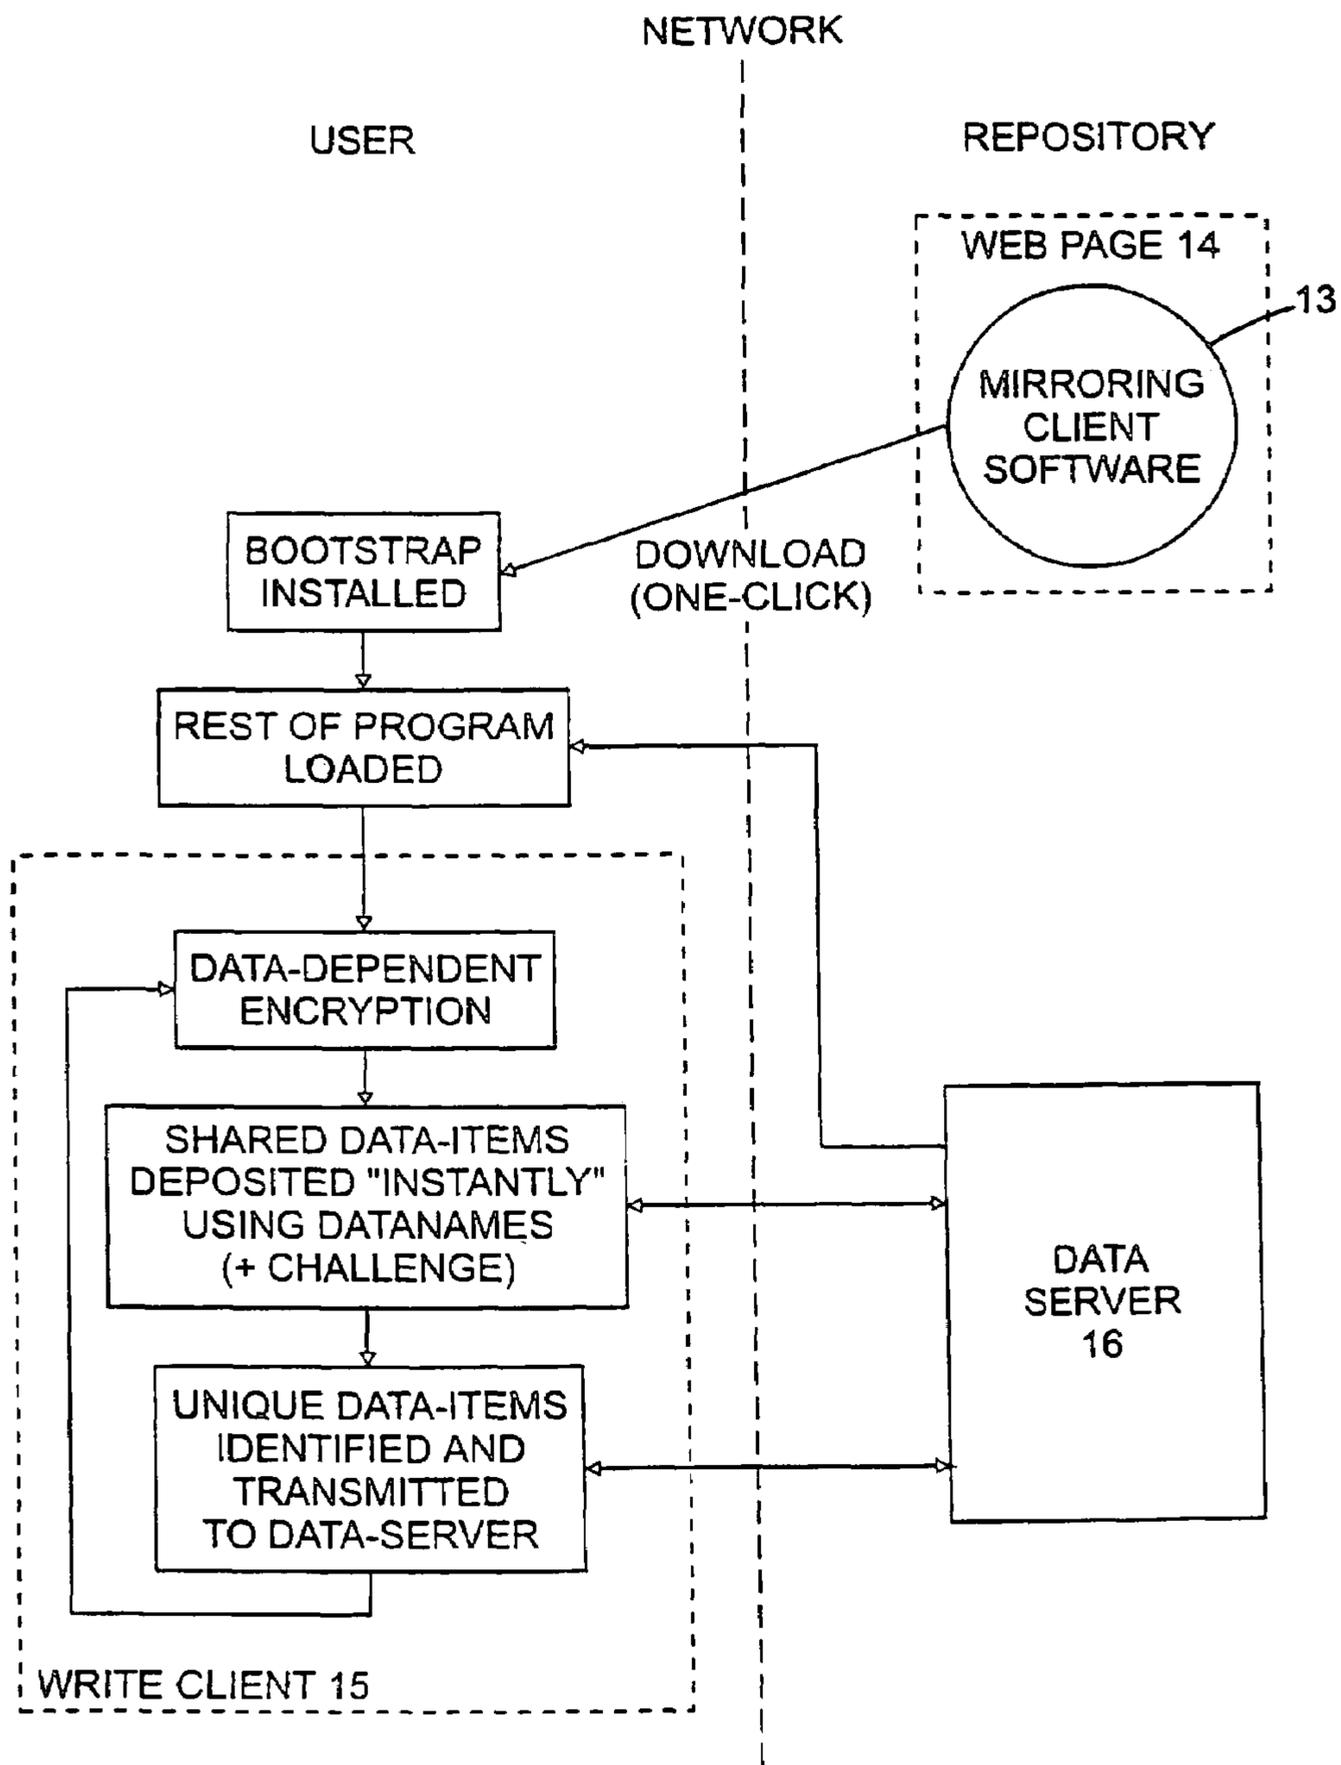 NETWORK
USER
REPOSITORY
WEB PAGE 14
13
MIRRORING
CLIENT
SOFTWARE
BOOTSTRAP
INSTALLED
DOWNLOAD
(ONE-CLICK)
REST OF PROGRAM
LOADED
DATA-DEPENDENT
ENCRYPTION
SHARED DATA-ITEMS
DEPOSITED "INSTANTLY"
USING DATANAMES
(+ CHALLENGE)
DATA
SERVER
16
UNIQUE DATA-ITEMS
IDENTIFIED AND
TRANSMITTED
TO DATA-SERVER
WRITE CLIENT 15